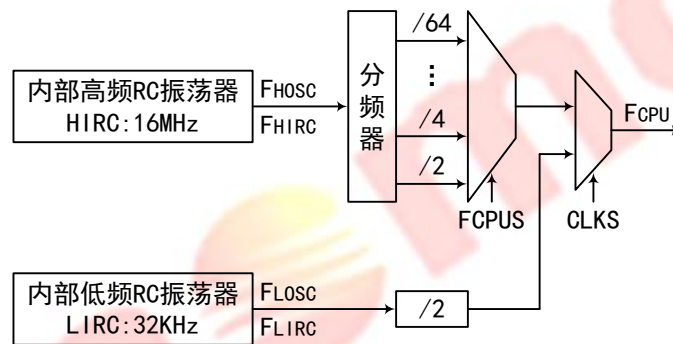 内部高频RC振荡器
HIRC:16MHz
FHOSC
FHIRC
分频器
/64
⋮
/4
/2
FCPUS
CLKS
FCPU
内部低频RC振荡器
LIRC:32KHz
FLOSC
FLIRC
/2